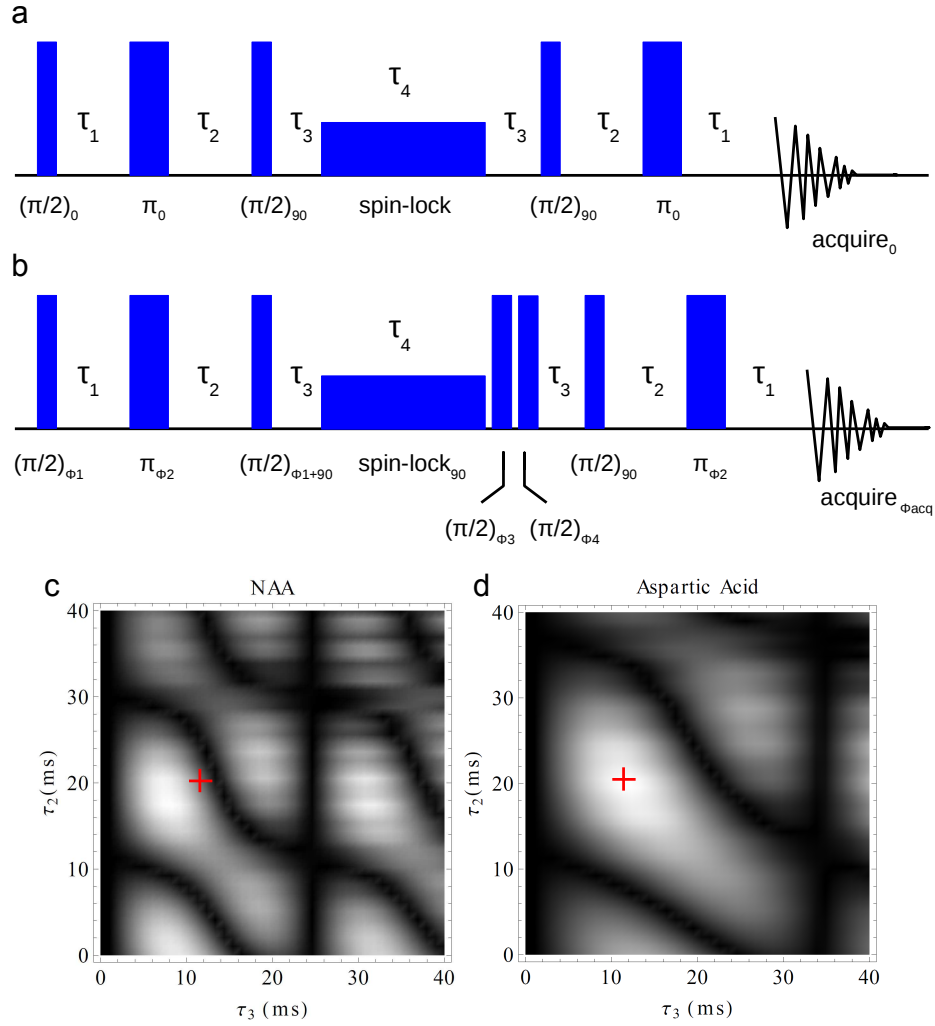 a
τ4
τ1 τ2 τ3 τ3 τ2 τ1
(π/2)0 π0 (π/2)90 spin-lock (π/2)90 π0
acquire0
b
τ4
τ1 τ2 τ3 τ3 τ2 τ1
(π/2)Φ1 πΦ2 (π/2)Φ1+90 spin-lock90 (π/2)90 πΦ2
acquireΦacq
(π/2)Φ3 (π/2)Φ4
c NAA
40
30
20
10
0
τ2(ms)
0 10 20 30 40
τ3 (ms)
d Aspartic Acid
40
30
20
10
0
τ2(ms)
0 10 20 30 40
τ3 (ms)